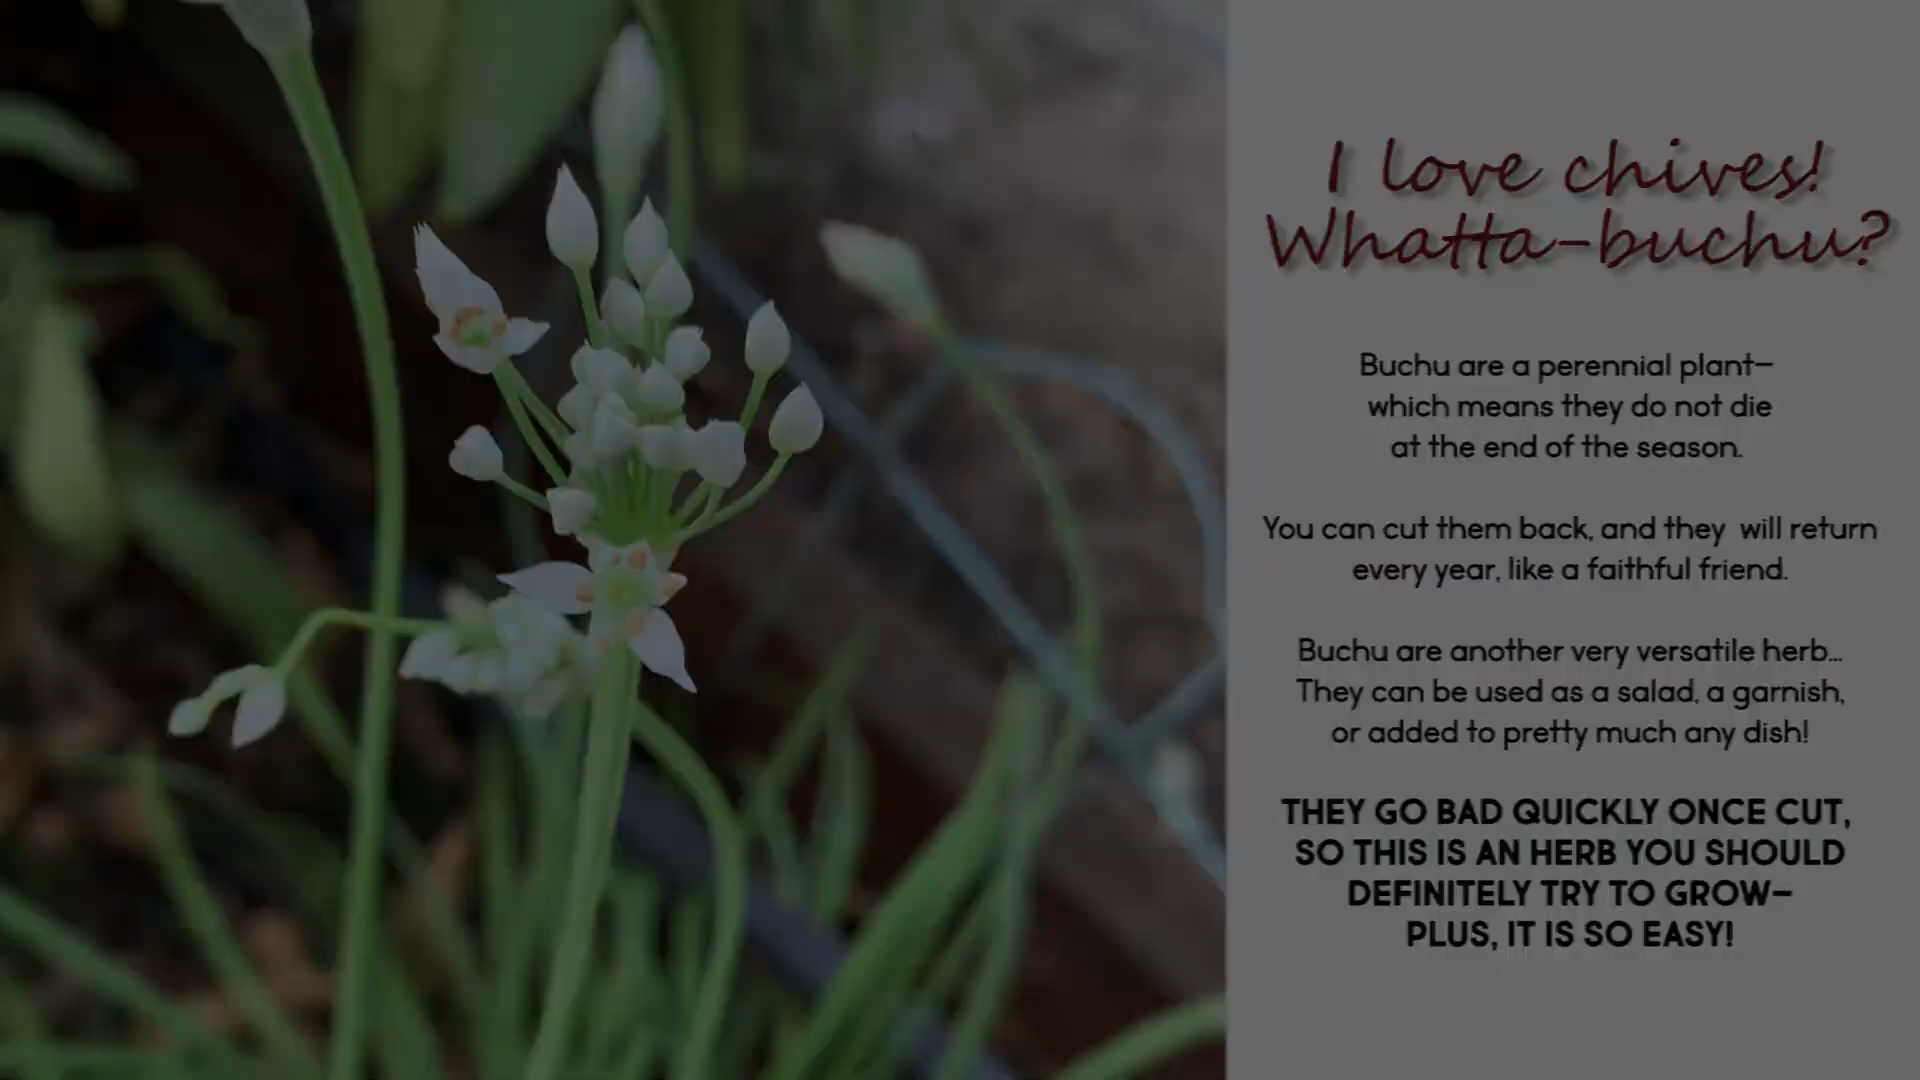 I love chives!
Whatta-buchu?
Buchu are a perennial plant—
which means they do not die
at the end of the season.
You can cut them back, and they will return
every year, like a faithful friend.
Buchu are another very versatile herb...
They can be used as a salad, a garnish,
or added to pretty much any dish!
THEY GO BAD QUICKLY ONCE CUT,
SO THIS IS AN HERB YOU SHOULD
DEFINITELY TRY TO GROW—
PLUS, IT IS SO EASY!